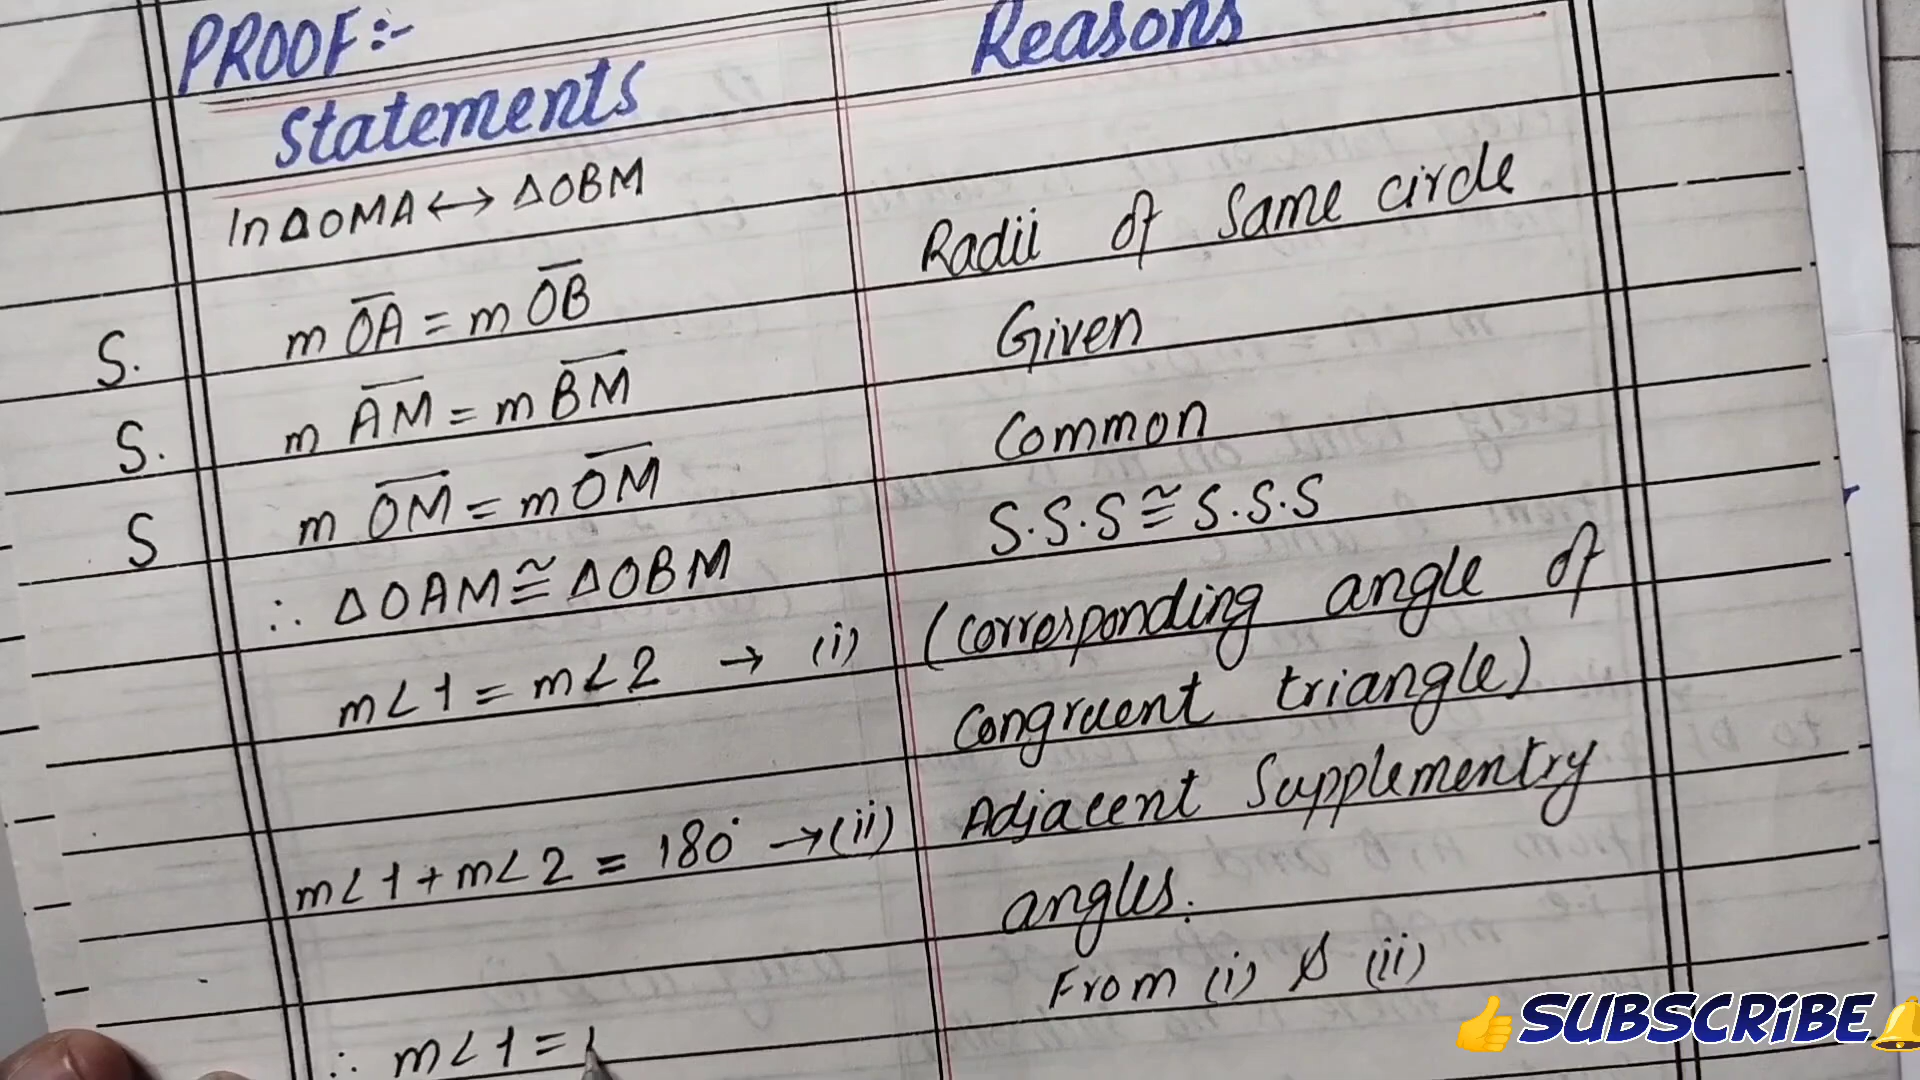 PROOF:-
Statements
Reasons
In ΔOMA ↔ ΔOBM
S. m OA = m OB
Radii of Same circle
S. m AM = m BM
Given
S m OM = m OM
Common
∴ ΔOAM ≅ ΔOBM
S.S.S ≅ S.S.S
m∠1 = m∠2 → (i)
(corresponding angle of
congruent triangle)
m∠1 + m∠2 = 180° → (ii)
Adjacent Supplementry
angles.
From (i) & (ii)
∴ m∠1 =
SUBSCRiBE